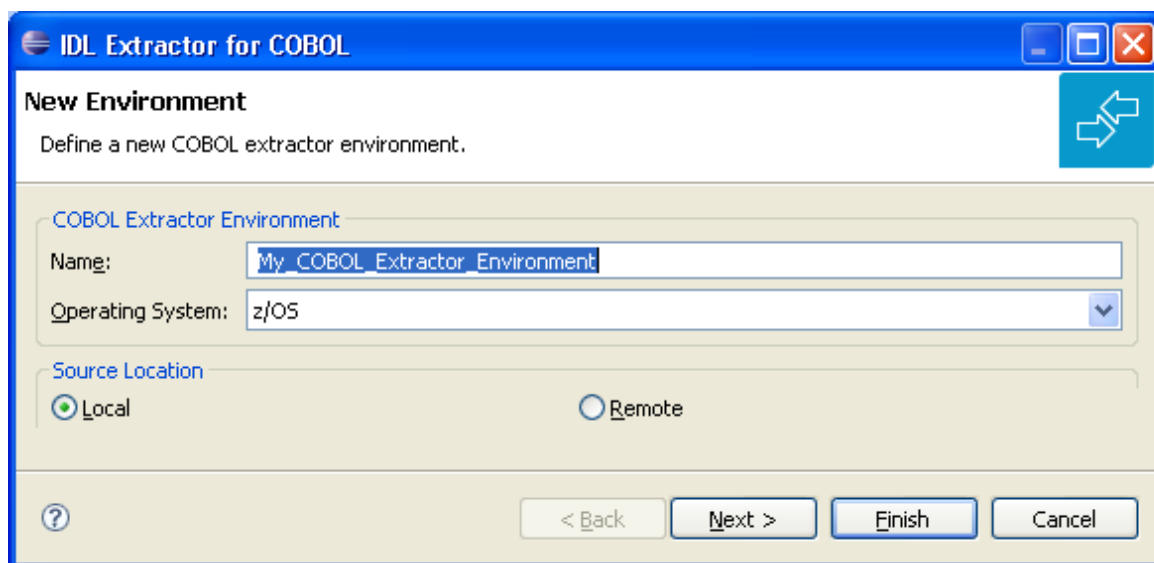 IDL Extractor for COBOL
New Environment
Define a new COBOL extractor environment.
COBOL Extractor Environment
Name: My_COBOL_Extractor_Environment
Operating System: z/OS
Source Location
Local Remote
? < Back Next > Finish Cancel